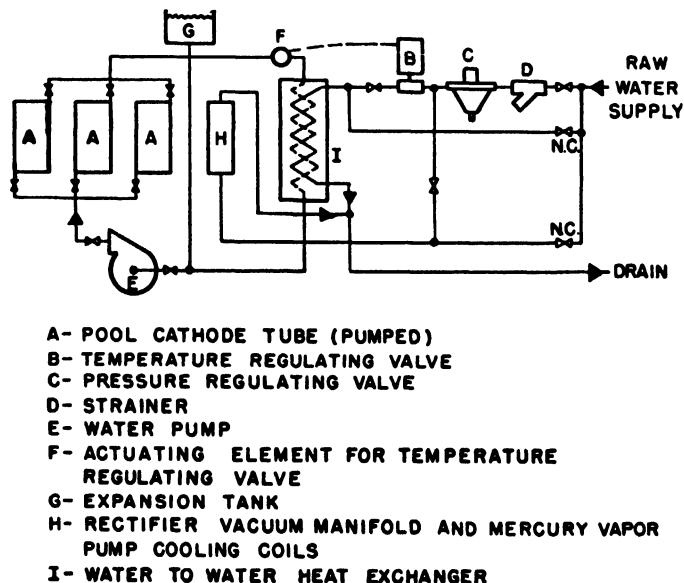 G
F
B
C
D
RAW
WATER
SUPPLY
A
A
A
H
I
N.C.
N.C.
E
DRAIN
A- POOL CATHODE TUBE (PUMPED)
B- TEMPERATURE REGULATING VALVE
C- PRESSURE REGULATING VALVE
D- STRAINER
E- WATER PUMP
F- ACTUATING ELEMENT FOR TEMPERATURE
REGULATING VALVE
G- EXPANSION TANK
H- RECTIFIER VACUUM MANIFOLD AND MERCURY VAPOR
PUMP COOLING COILS
I- WATER TO WATER HEAT EXCHANGER